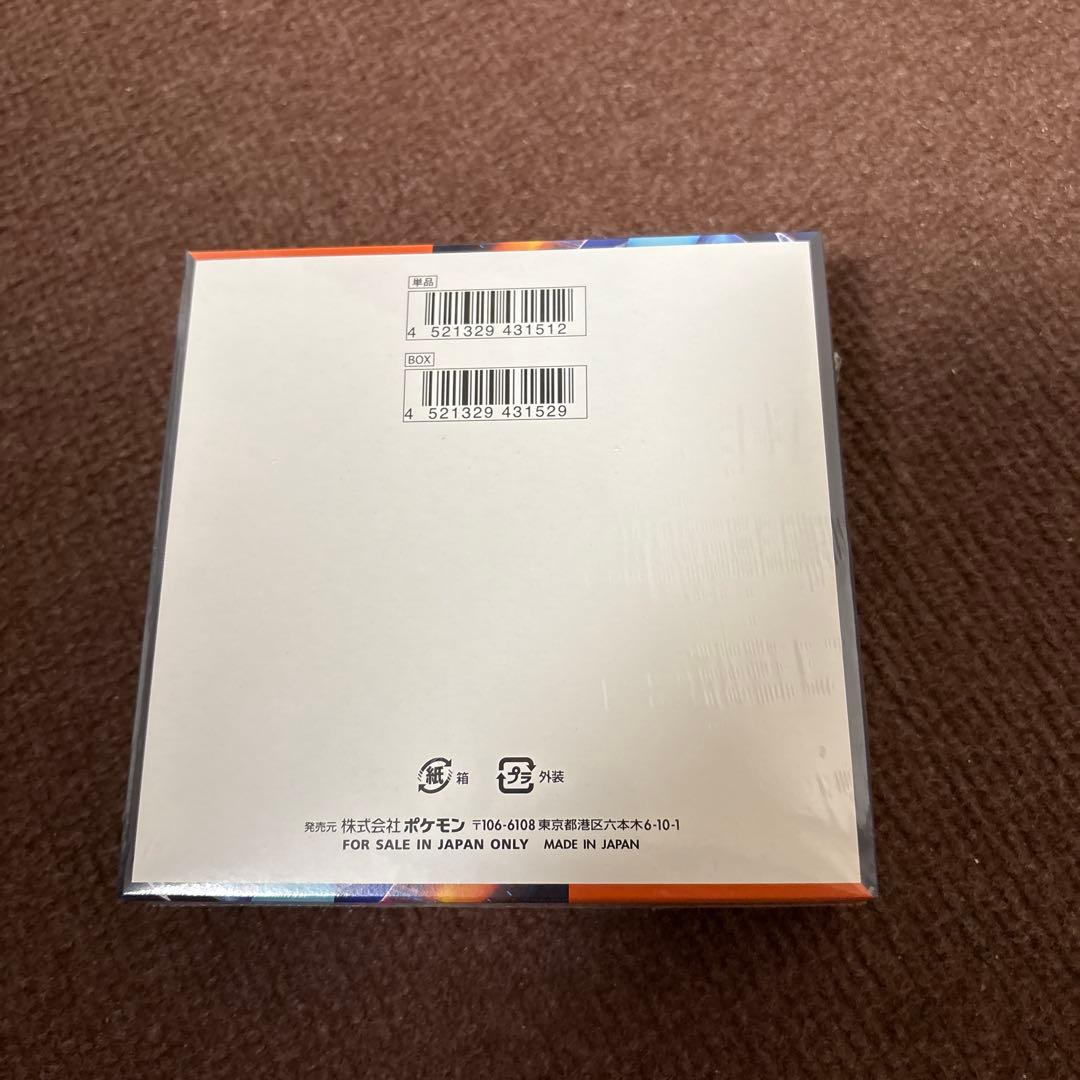 単品
4 521329 431512
BOX
4 521329 431529
紙 箱 プラ 外装
発売元 株式会社 ポケモン 〒106-6108 東京都港区六本木6-10-1
FOR SALE IN JAPAN ONLY MADE IN JAPAN